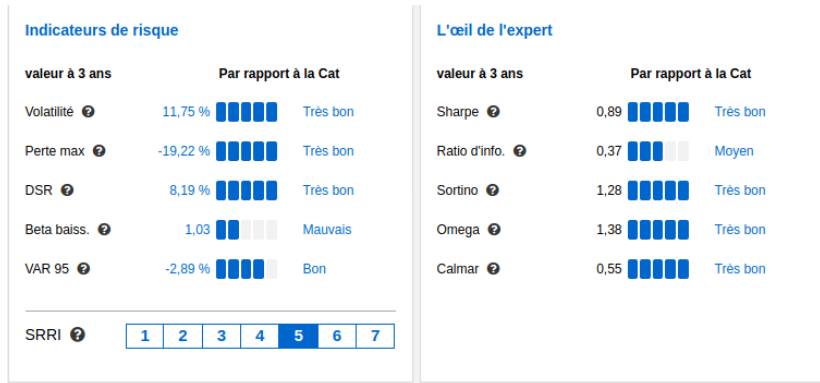 Indicateurs de risque
valeur à 3 ans Par rapport à la Cat
Volatilité ? 11,75 % Très bon
Perte max ? -19,22 % Très bon
DSR ? 8,19 % Très bon
Beta baiss. ? 1,03 Mauvais
VAR 95 ? -2,89 % Bon
SRRI ? 1 2 3 4 5 6 7
L'œil de l'expert
valeur à 3 ans Par rapport à la Cat
Sharpe ? 0,89 Très bon
Ratio d'info. ? 0,37 Moyen
Sortino ? 1,28 Très bon
Omega ? 1,38 Très bon
Calmar ? 0,55 Très bon